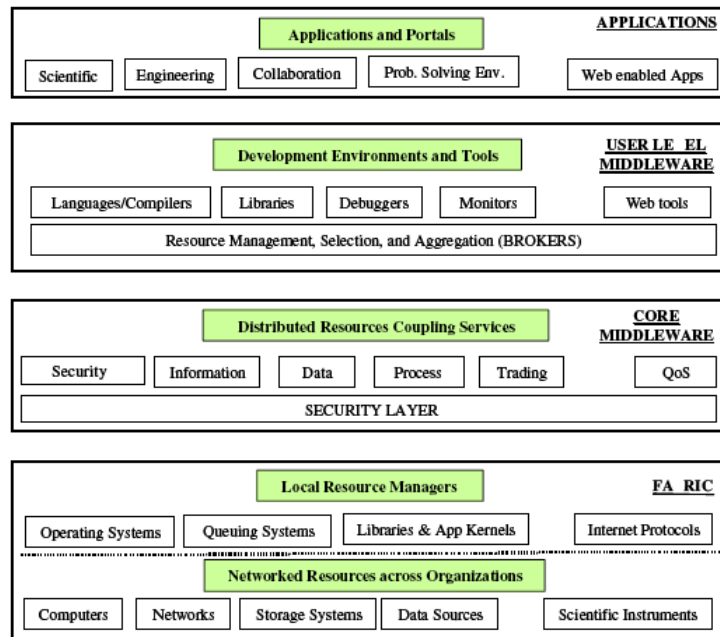 APPLICATIONS
Applications and Portals
Scientific
Engineering
Collaboration
Prob. Solving Env.
Web enabled Apps
USER LE EL
MIDDLEWARE
Development Environments and Tools
Languages/Compilers
Libraries
Debuggers
Monitors
Web tools
Resource Management, Selection, and Aggregation (BROKERS)
CORE
MIDDLEWARE
Distributed Resources Coupling Services
Security
Information
Data
Process
Trading
QoS
SECURITY LAYER
Local Resource Managers
FA RIC
Operating Systems
Queuing Systems
Libraries & App Kernels
Internet Protocols
Networked Resources across Organizations
Computers
Networks
Storage Systems
Data Sources
Scientific Instruments